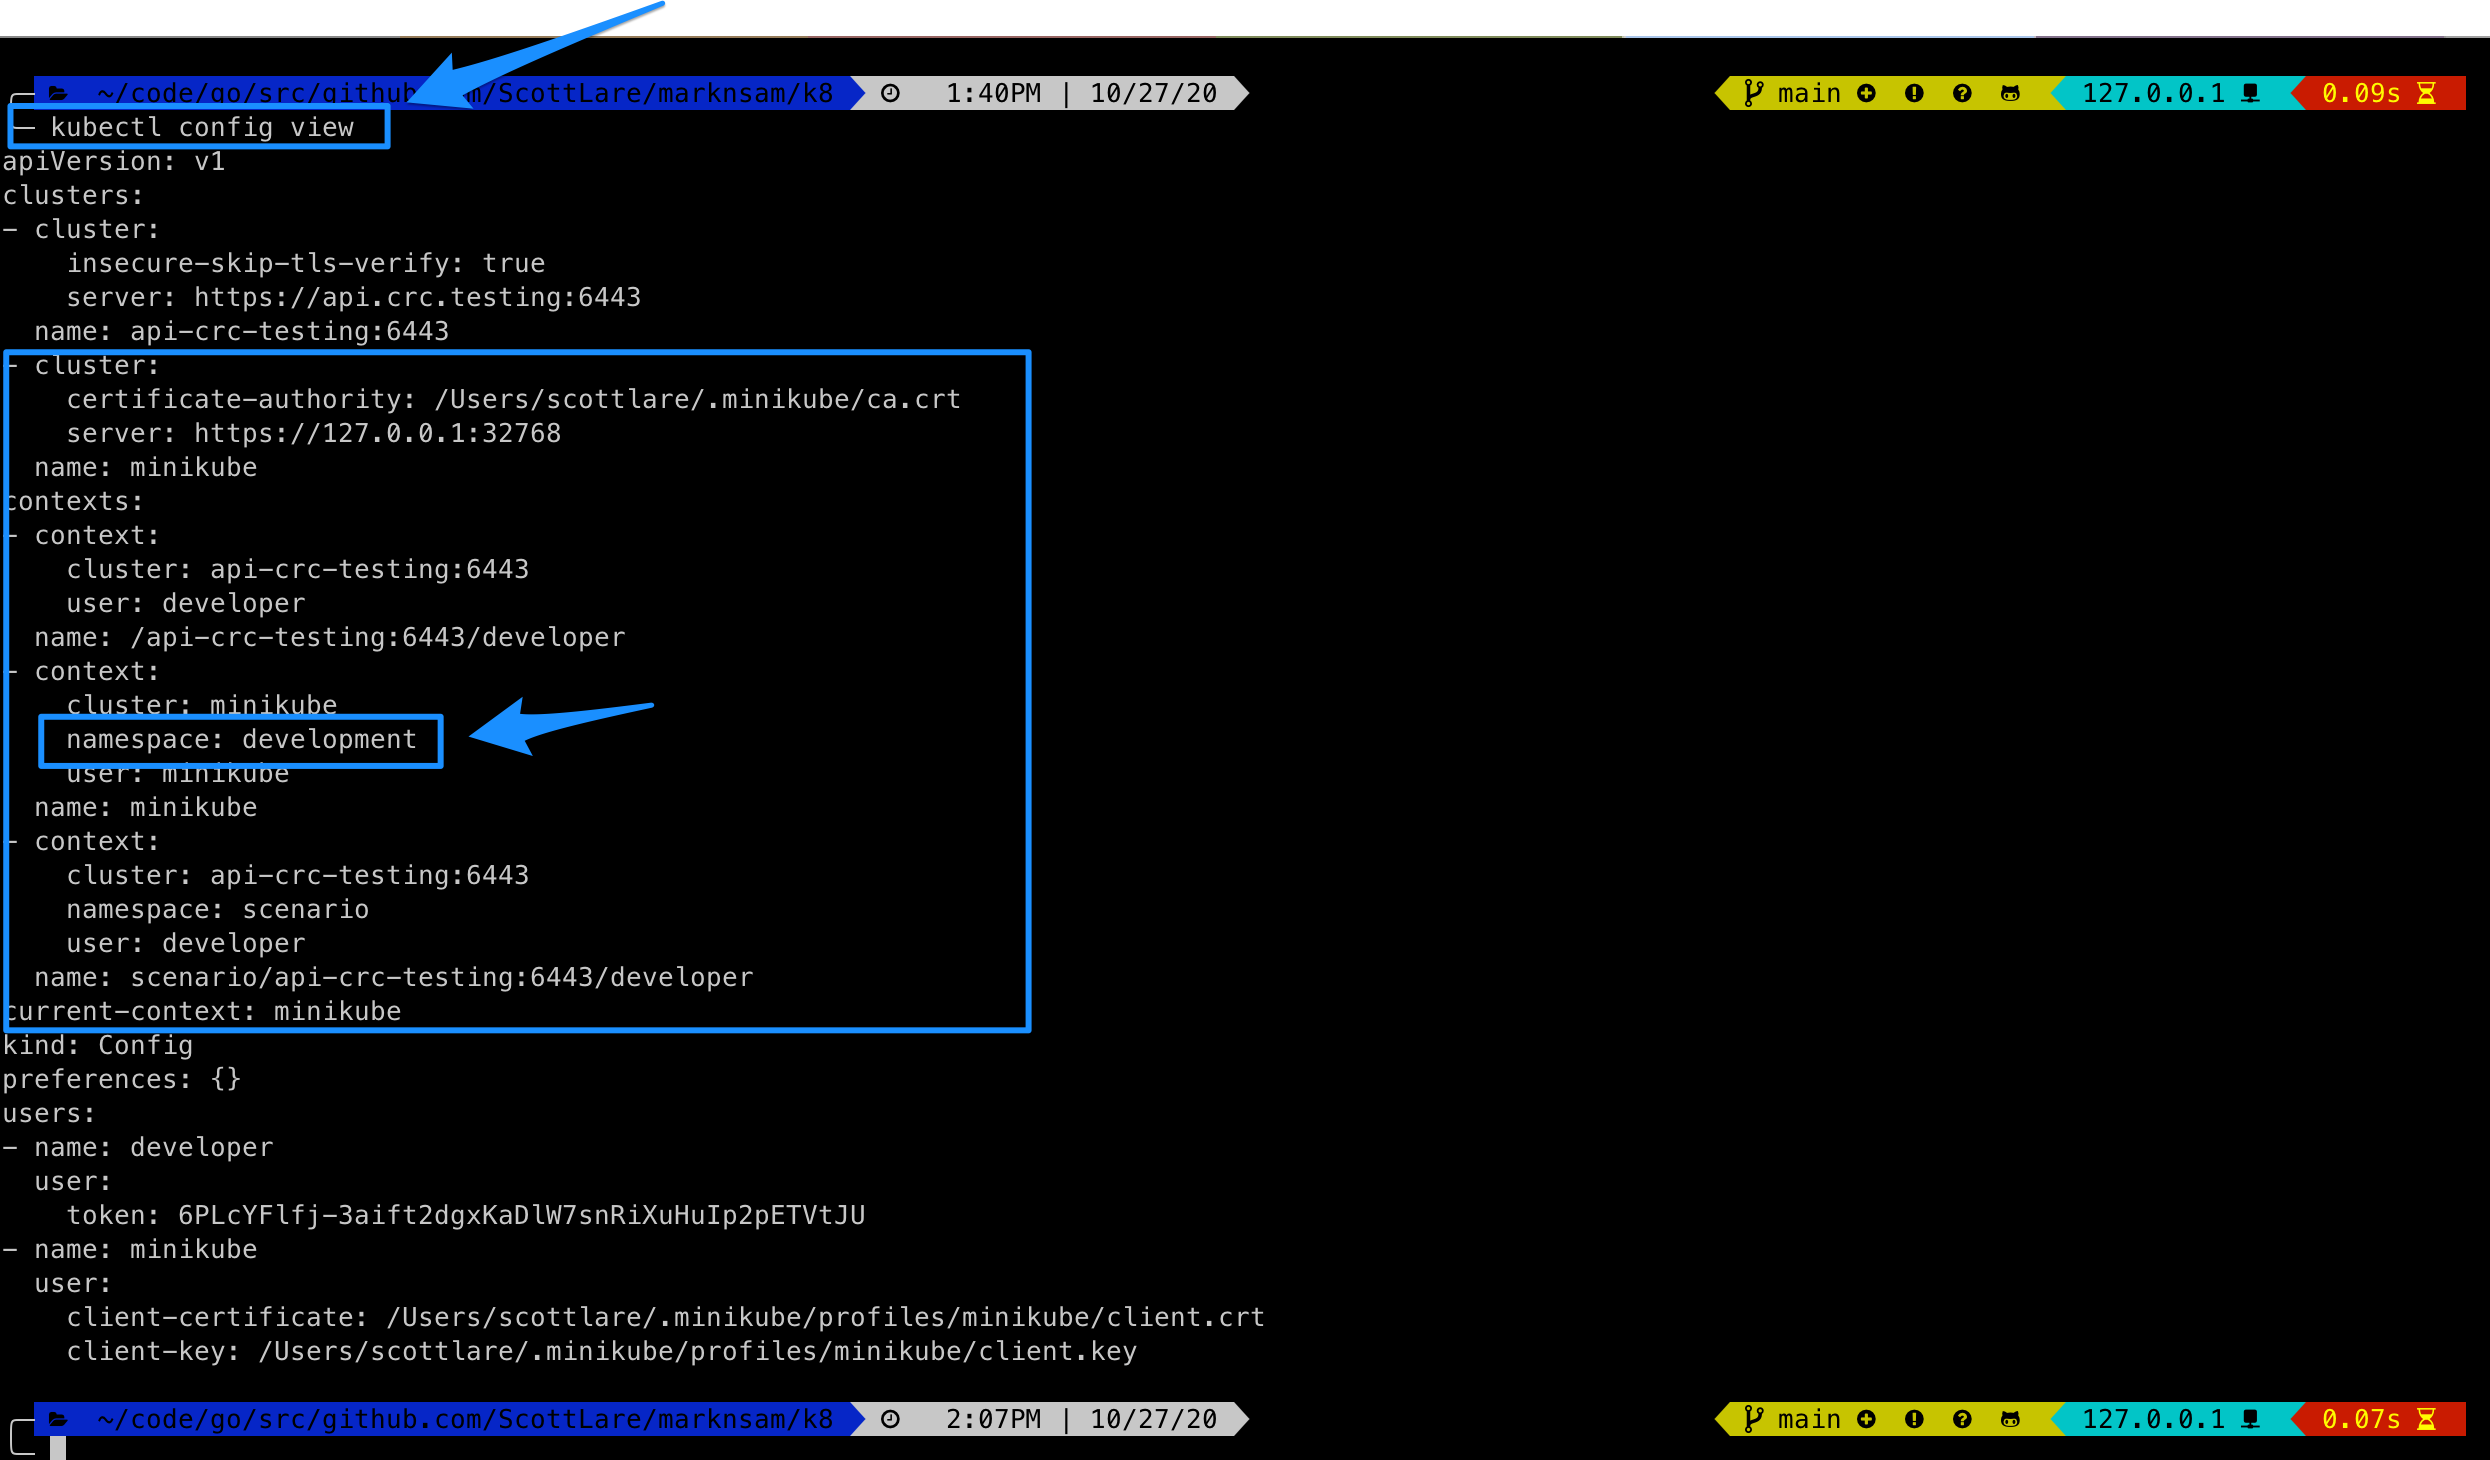 ~/code/go/src/github.com/ScottLare/marknsam/k8 1:40PM | 10/27/20 main 127.0.0.1 0.09s
kubectl config view
apiVersion: v1
clusters:
- cluster:
    insecure-skip-tls-verify: true
    server: https://api.crc.testing:6443
  name: api-crc-testing:6443
- cluster:
    certificate-authority: /Users/scottlare/.minikube/ca.crt
    server: https://127.0.0.1:32768
  name: minikube
contexts:
- context:
    cluster: api-crc-testing:6443
    user: developer
  name: /api-crc-testing:6443/developer
- context:
    cluster: minikube
    namespace: development
    user: minikube
  name: minikube
- context:
    cluster: api-crc-testing:6443
    namespace: scenario
    user: developer
  name: scenario/api-crc-testing:6443/developer
current-context: minikube
kind: Config
preferences: {}
users:
- name: developer
  user:
    token: 6PLcYFlfj-3aift2dgxKaDlW7snRiXuHuIp2pETVtJU
- name: minikube
  user:
    client-certificate: /Users/scottlare/.minikube/profiles/minikube/client.crt
    client-key: /Users/scottlare/.minikube/profiles/minikube/client.key
~/code/go/src/github.com/ScottLare/marknsam/k8 2:07PM | 10/27/20 main 127.0.0.1 0.07s